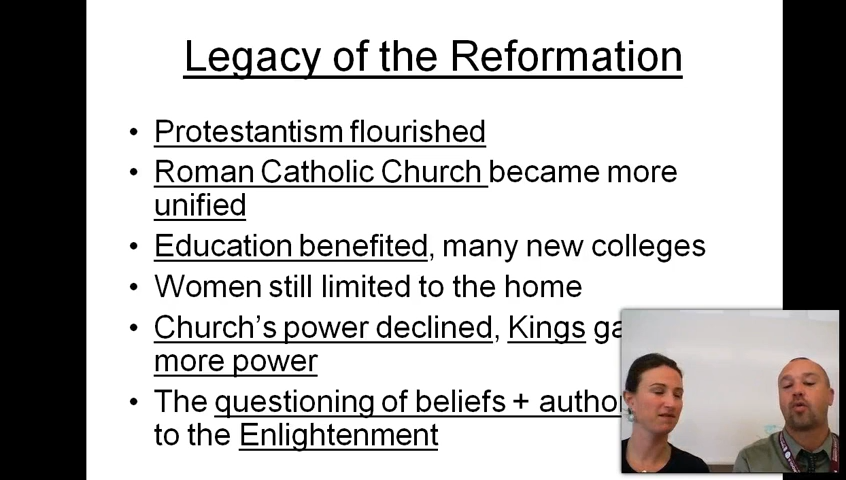 Legacy of the Reformation
• Protestantism flourished
• Roman Catholic Church became more
unified
• Education benefited, many new colleges
• Women still limited to the home
• Church's power declined, Kings
more power
• The questioning of beliefs +
to the Enlightenment